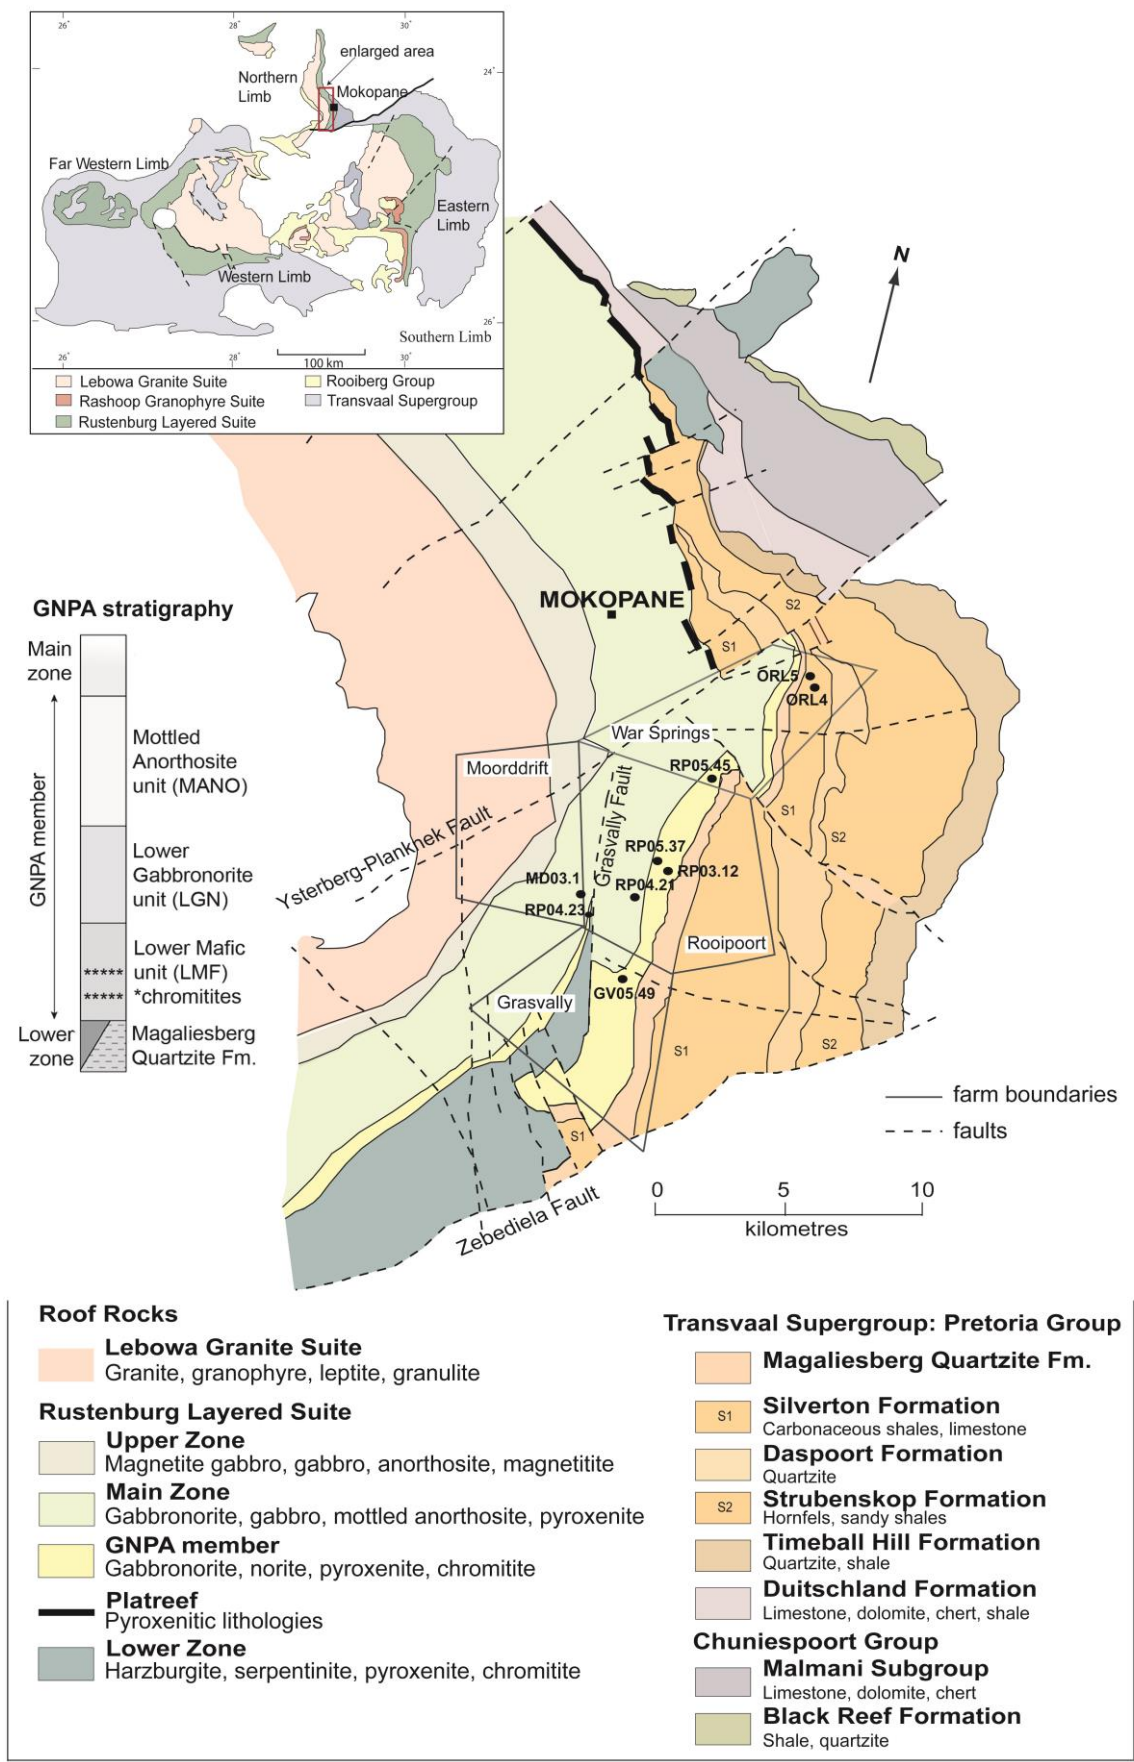 26°
28°
30°
enlarged area
Northern
Limb
24°
Mokopane
Far Western Limb
Eastern
Limb
Western Limb
Southern Limb
26°
26°
28°
30°
100 km
Lebowa Granite Suite
Rooiberg Group
Rashoop Granophyre Suite
Transvaal Supergroup
Rustenburg Layered Suite
N
MOKOPANE
S2
S1
ORL5
ORL4
War Springs
Moorddrift
RP05.45
Grasvally Fault
S1
S2
Ysterberg-Planknek Fault
RP05.37
RP03.12
MD03.1
RP04.21
RP04.23
Rooipoort
GV05.49
Grasvally
S1
S2
S1
Zebediela Fault
GNPA stratigraphy
Main
zone
GNPA member
Mottled
Anorthosite
unit (MANO)
Lower
Gabbronorite
unit (LGN)
Lower Mafic
***** unit (LMF)
***** *chromitites
Lower
zone
Magaliesberg
Quartzite Fm.
farm boundaries
faults
0 5 10
kilometres
Roof Rocks
Lebowa Granite Suite
Granite, granophyre, leptite, granulite
Rustenburg Layered Suite
Upper Zone
Magnetite gabbro, gabbro, anorthosite, magnetitite
Main Zone
Gabbronorite, gabbro, mottled anorthosite, pyroxenite
GNPA member
Gabbronorite, norite, pyroxenite, chromitite
Platreef
Pyroxenitic lithologies
Lower Zone
Harzburgite, serpentinite, pyroxenite, chromitite
Transvaal Supergroup: Pretoria Group
Magaliesberg Quartzite Fm.
S1 Silverton Formation
Carbonaceous shales, limestone
Daspoort Formation
Quartzite
S2 Strubenskop Formation
Hornfels, sandy shales
Timeball Hill Formation
Quartzite, shale
Duitschland Formation
Limestone, dolomite, chert, shale
Chuniespoort Group
Malmani Subgroup
Limestone, dolomite, chert
Black Reef Formation
Shale, quartzite